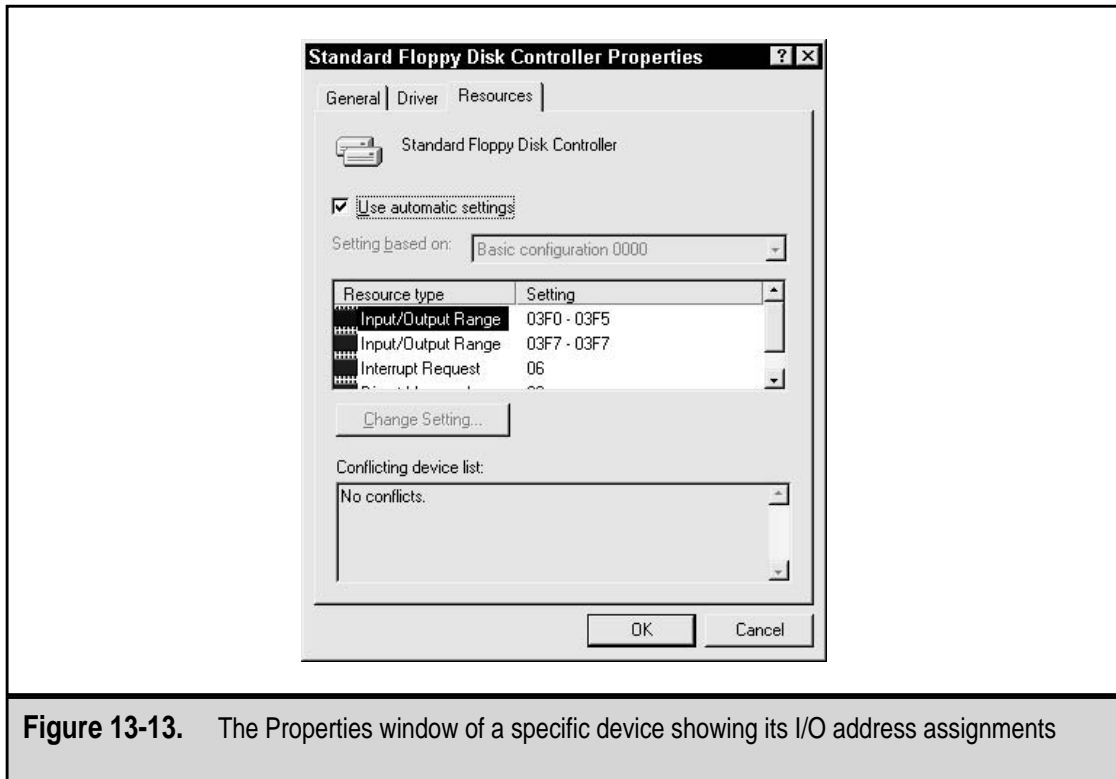 Standard Floppy Disk Controller Properties
General Driver Resources
Standard Floppy Disk Controller
Use automatic settings
Setting based on: Basic configuration 0000
Resource type Setting
Input/Output Range 03F0 - 03F5
Input/Output Range 03F7 - 03F7
Interrupt Request 06
Change Setting...
Conflicting device list:
No conflicts.
OK Cancel
Figure 13-13. The Properties window of a specific device showing its I/O address assignments